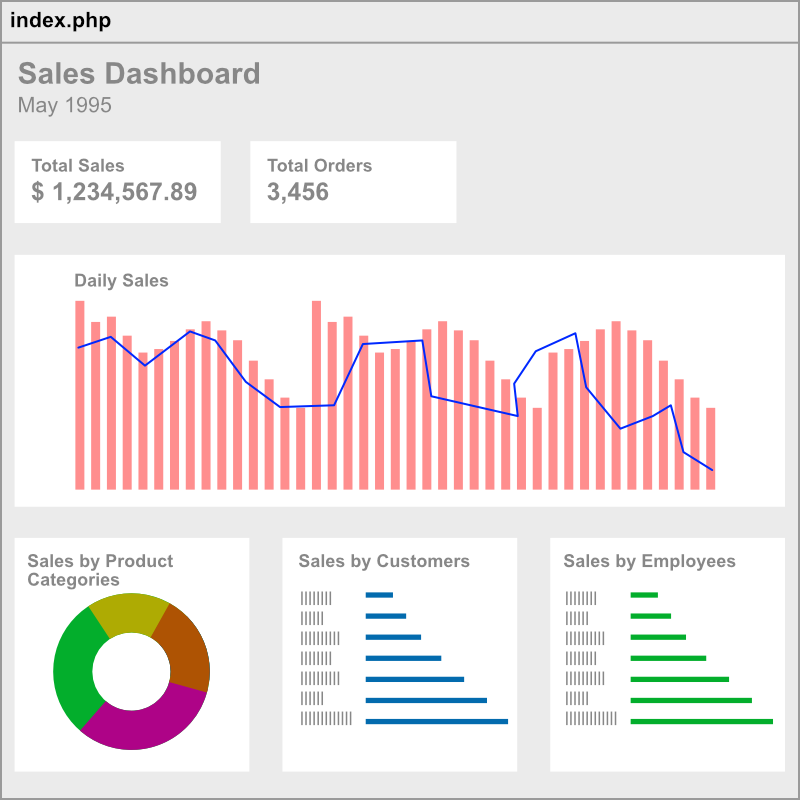 index.php
Sales Dashboard
May 1995
Total Sales
$ 1,234,567.89
Total Orders
3,456
Daily Sales
Sales by Product
Categories
Sales by Customers
Sales by Employees